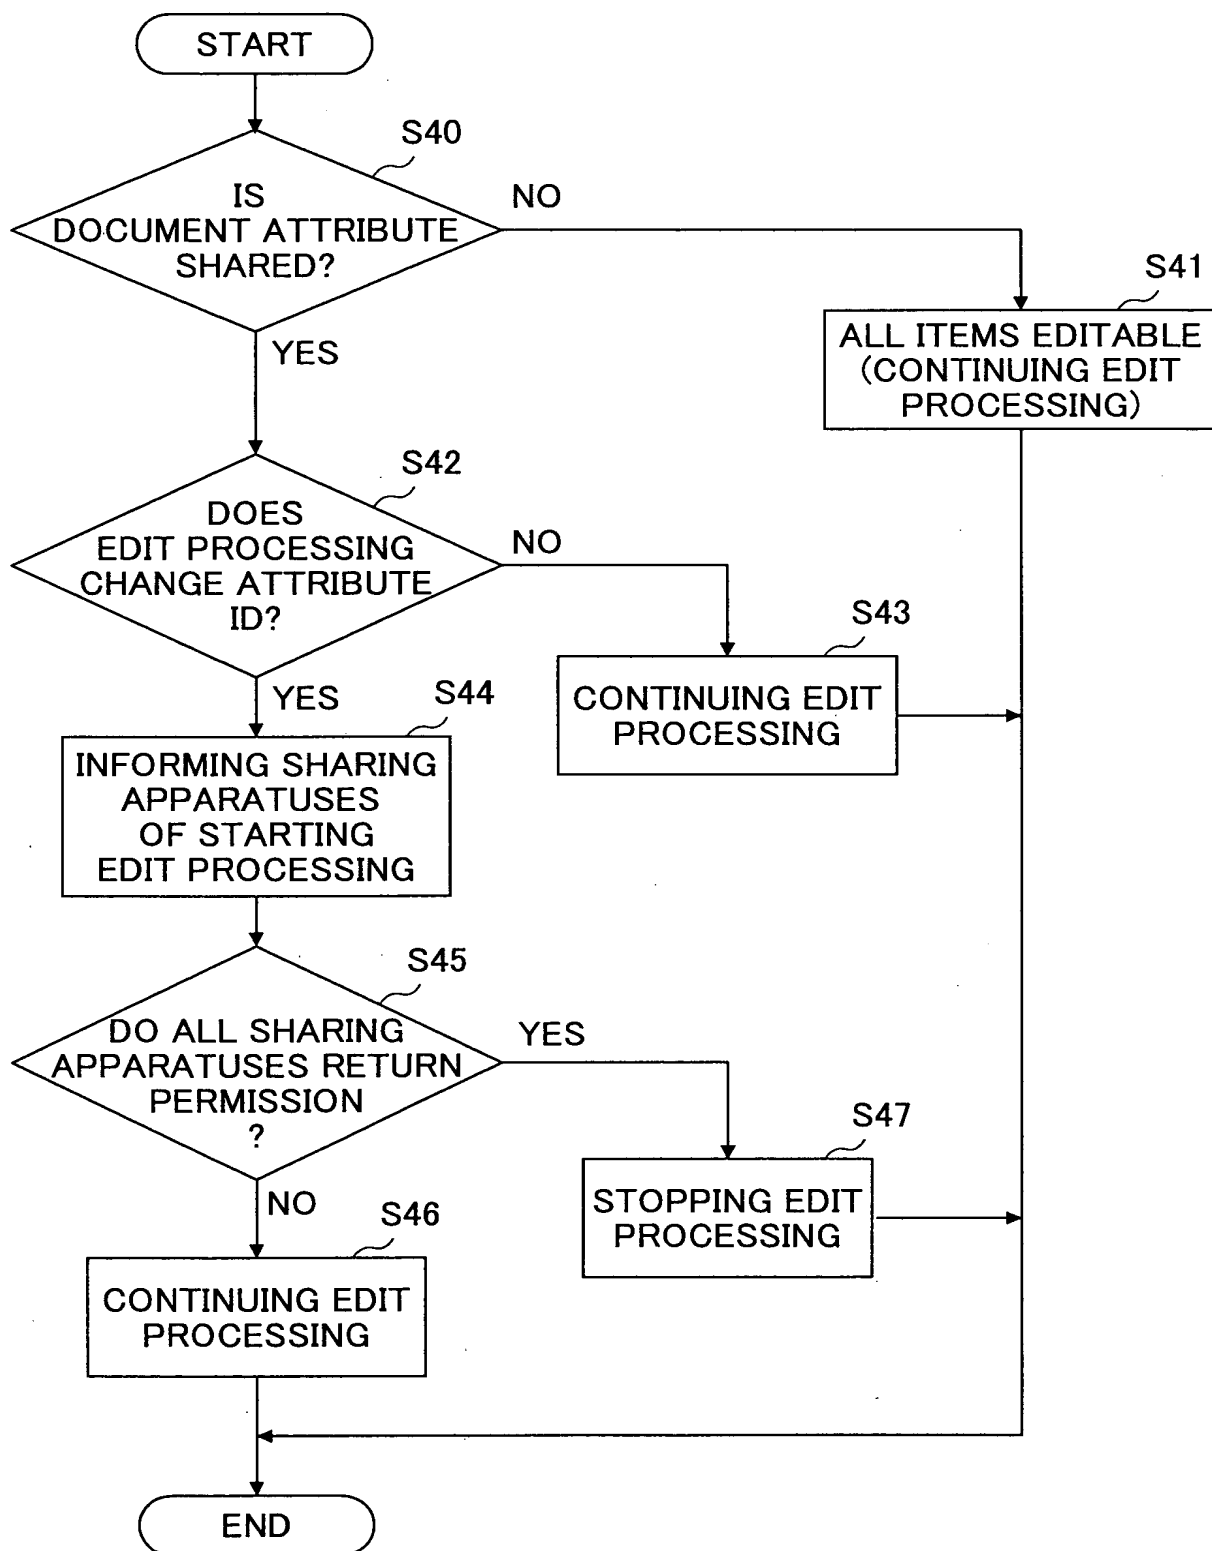 START
S40
IS
DOCUMENT ATTRIBUTE
SHARED?
NO
YES
S41
ALL ITEMS EDITABLE
(CONTINUING EDIT
PROCESSING)
S42
DOES
EDIT PROCESSING
CHANGE ATTRIBUTE
ID?
NO
YES
S43
CONTINUING EDIT
PROCESSING
S44
INFORMING SHARING
APPARATUSES
OF STARTING
EDIT PROCESSING
S45
DO ALL SHARING
APPARATUSES RETURN
PERMISSION
?
YES
NO
S47
STOPPING EDIT
PROCESSING
S46
CONTINUING EDIT
PROCESSING
END